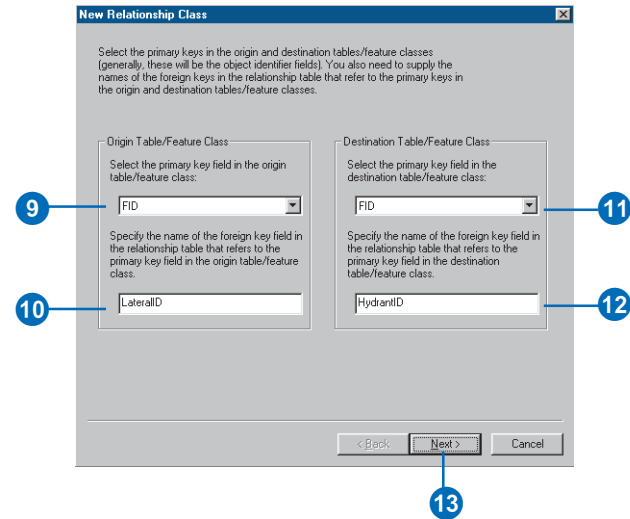 New Relationship Class
Select the primary keys in the origin and destination tables/feature classes
(generally, these will be the object identifier fields). You also need to supply the
names of the foreign keys in the relationship table that refer to the primary keys in
the origin and destination tables/feature classes.
Origin Table/Feature Class
Select the primary key field in the origin
table/feature class:
9
FID
Specify the name of the foreign key field in
the relationship table that refers to the
primary key field in the origin table/feature
class.
10
LateralID
Destination Table/Feature Class
Select the primary key field in the
destination table/feature class:
FID
11
Specify the name of the foreign key field in
the relationship table that refers to the
primary key field in the destination
table/feature class.
HydrantID
12
< Back
Next >
Cancel
13